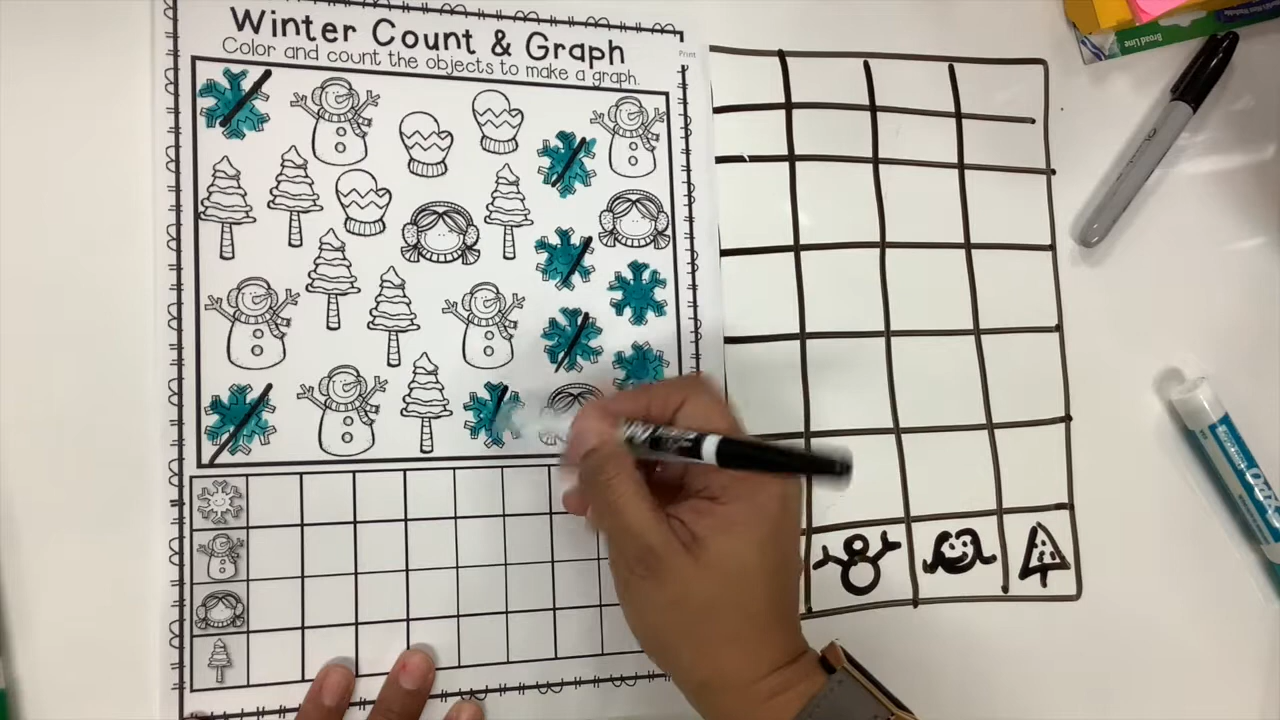 Winter Count & Graph
Print
Color and count the objects to make a graph.
Broad Line